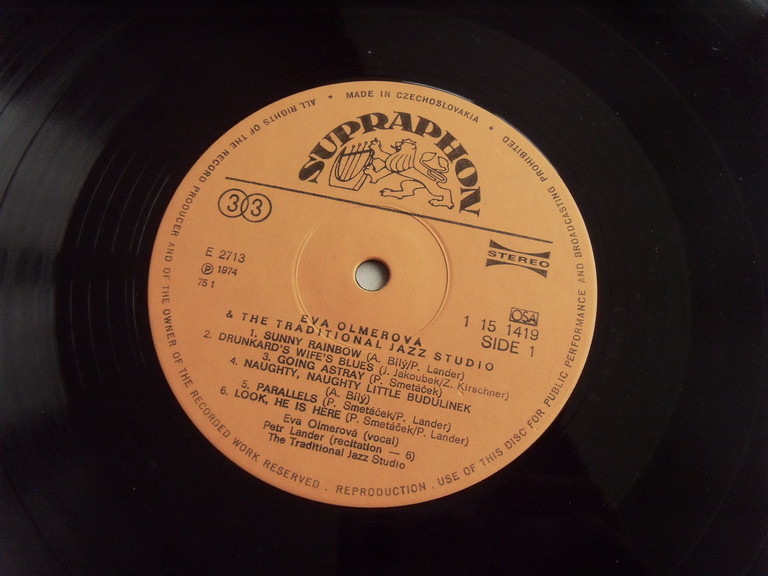 ALL RIGHTS OF THE RECORD PRODUCER AND OF THE OWNER OF THE RECORDED WORK RESERVED . REPRODUCTION . USE OF THIS DISC FOR PUBLIC PERFORMANCE AND BROADCASTING PROHIBITED
• MADE IN CZECHOSLOVAKIA •
SUPRAPHON
33
STEREO
E 2713
Ⓟ 1974
75 1
OSA
1 15 1419
SIDE 1
EVA OLMEROVA
& THE TRADITIONAL JAZZ STUDIO
1. SUNNY RAINBOW (A. Bílý/P. Lander)
2. DRUNKARD'S WIFE'S BLUES (J. Jakoubek/Z. Kirschner)
3. GOING ASTRAY (P. Smetáček)
4. NAUGHTY, NAUGHTY LITTLE BUDULINEK
(A. Bílý)
5. PARALLELS (P. Smetáček/P. Lander)
6. LOOK, HE IS HERE (P. Smetáček/P. Lander)
Eva Olmerová (vocal)
Petr Lander (recitation — 6)
The Traditional Jazz Studio